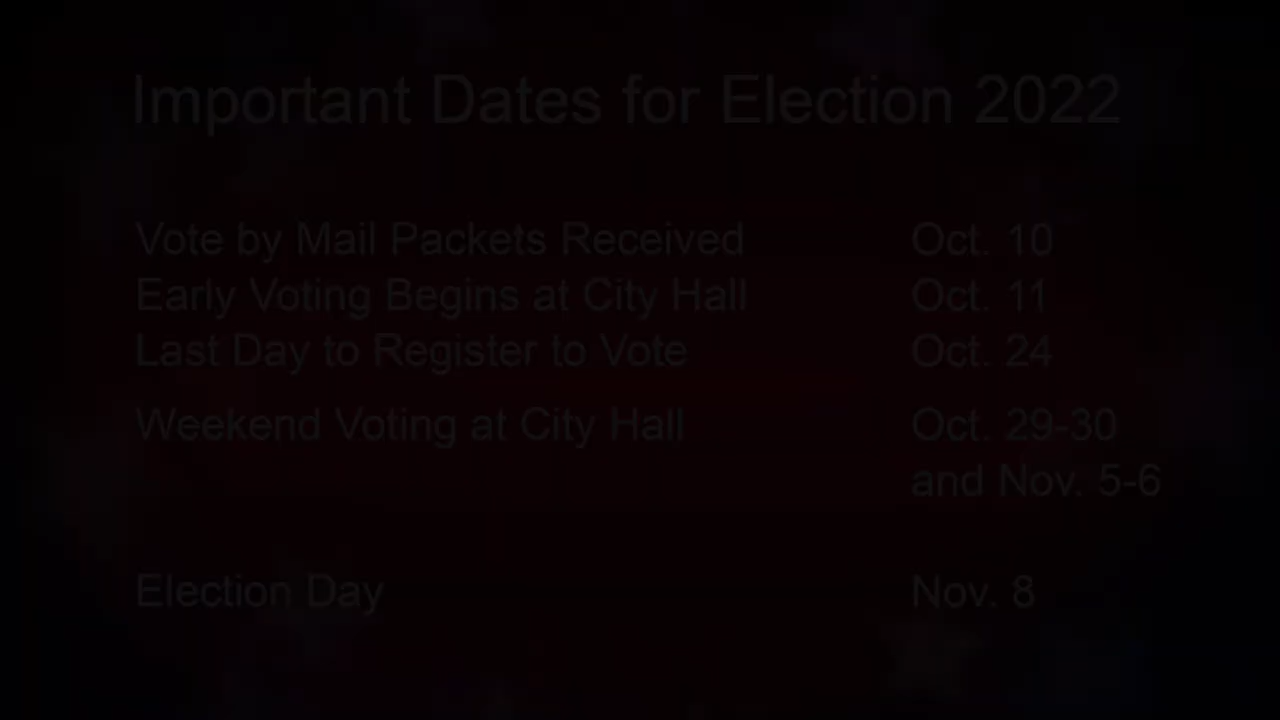 Important Dates for Election 2022
Vote by Mail Packets Received Oct. 10
Early Voting Begins at City Hall Oct. 11
Last Day to Register to Vote Oct. 24
Weekend Voting at City Hall Oct. 29-30
and Nov. 5-6
Election Day Nov. 8